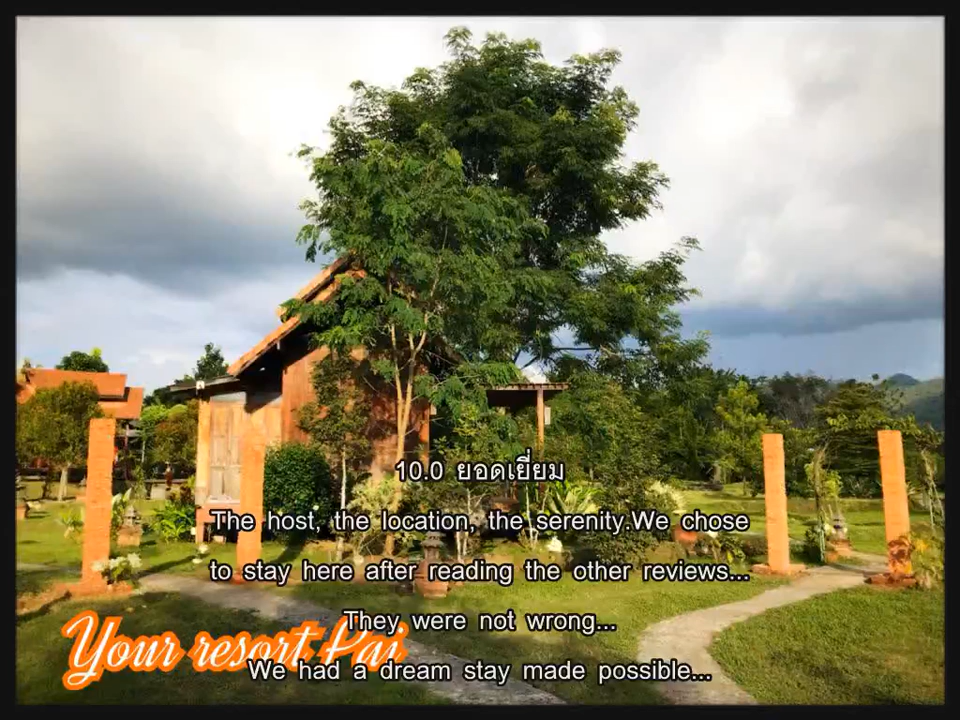 10.0 ยอดเยี่ยม
The host, the location, the serenity.We chose
to stay here after reading the other reviews...
They were not wrong...
Your resort Pai
We had a dream stay made possible...